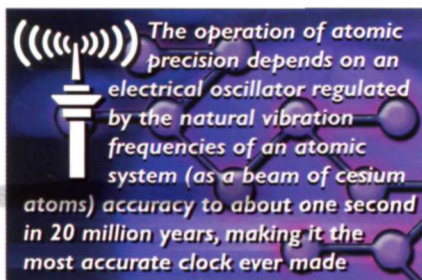 The operation of atomic
precision depends on an
electrical oscillator regulated
by the natural vibration
frequencies of an atomic
system (as a beam of cesium
atoms) accuracy to about one second
in 20 million years, making it the
most accurate clock ever made